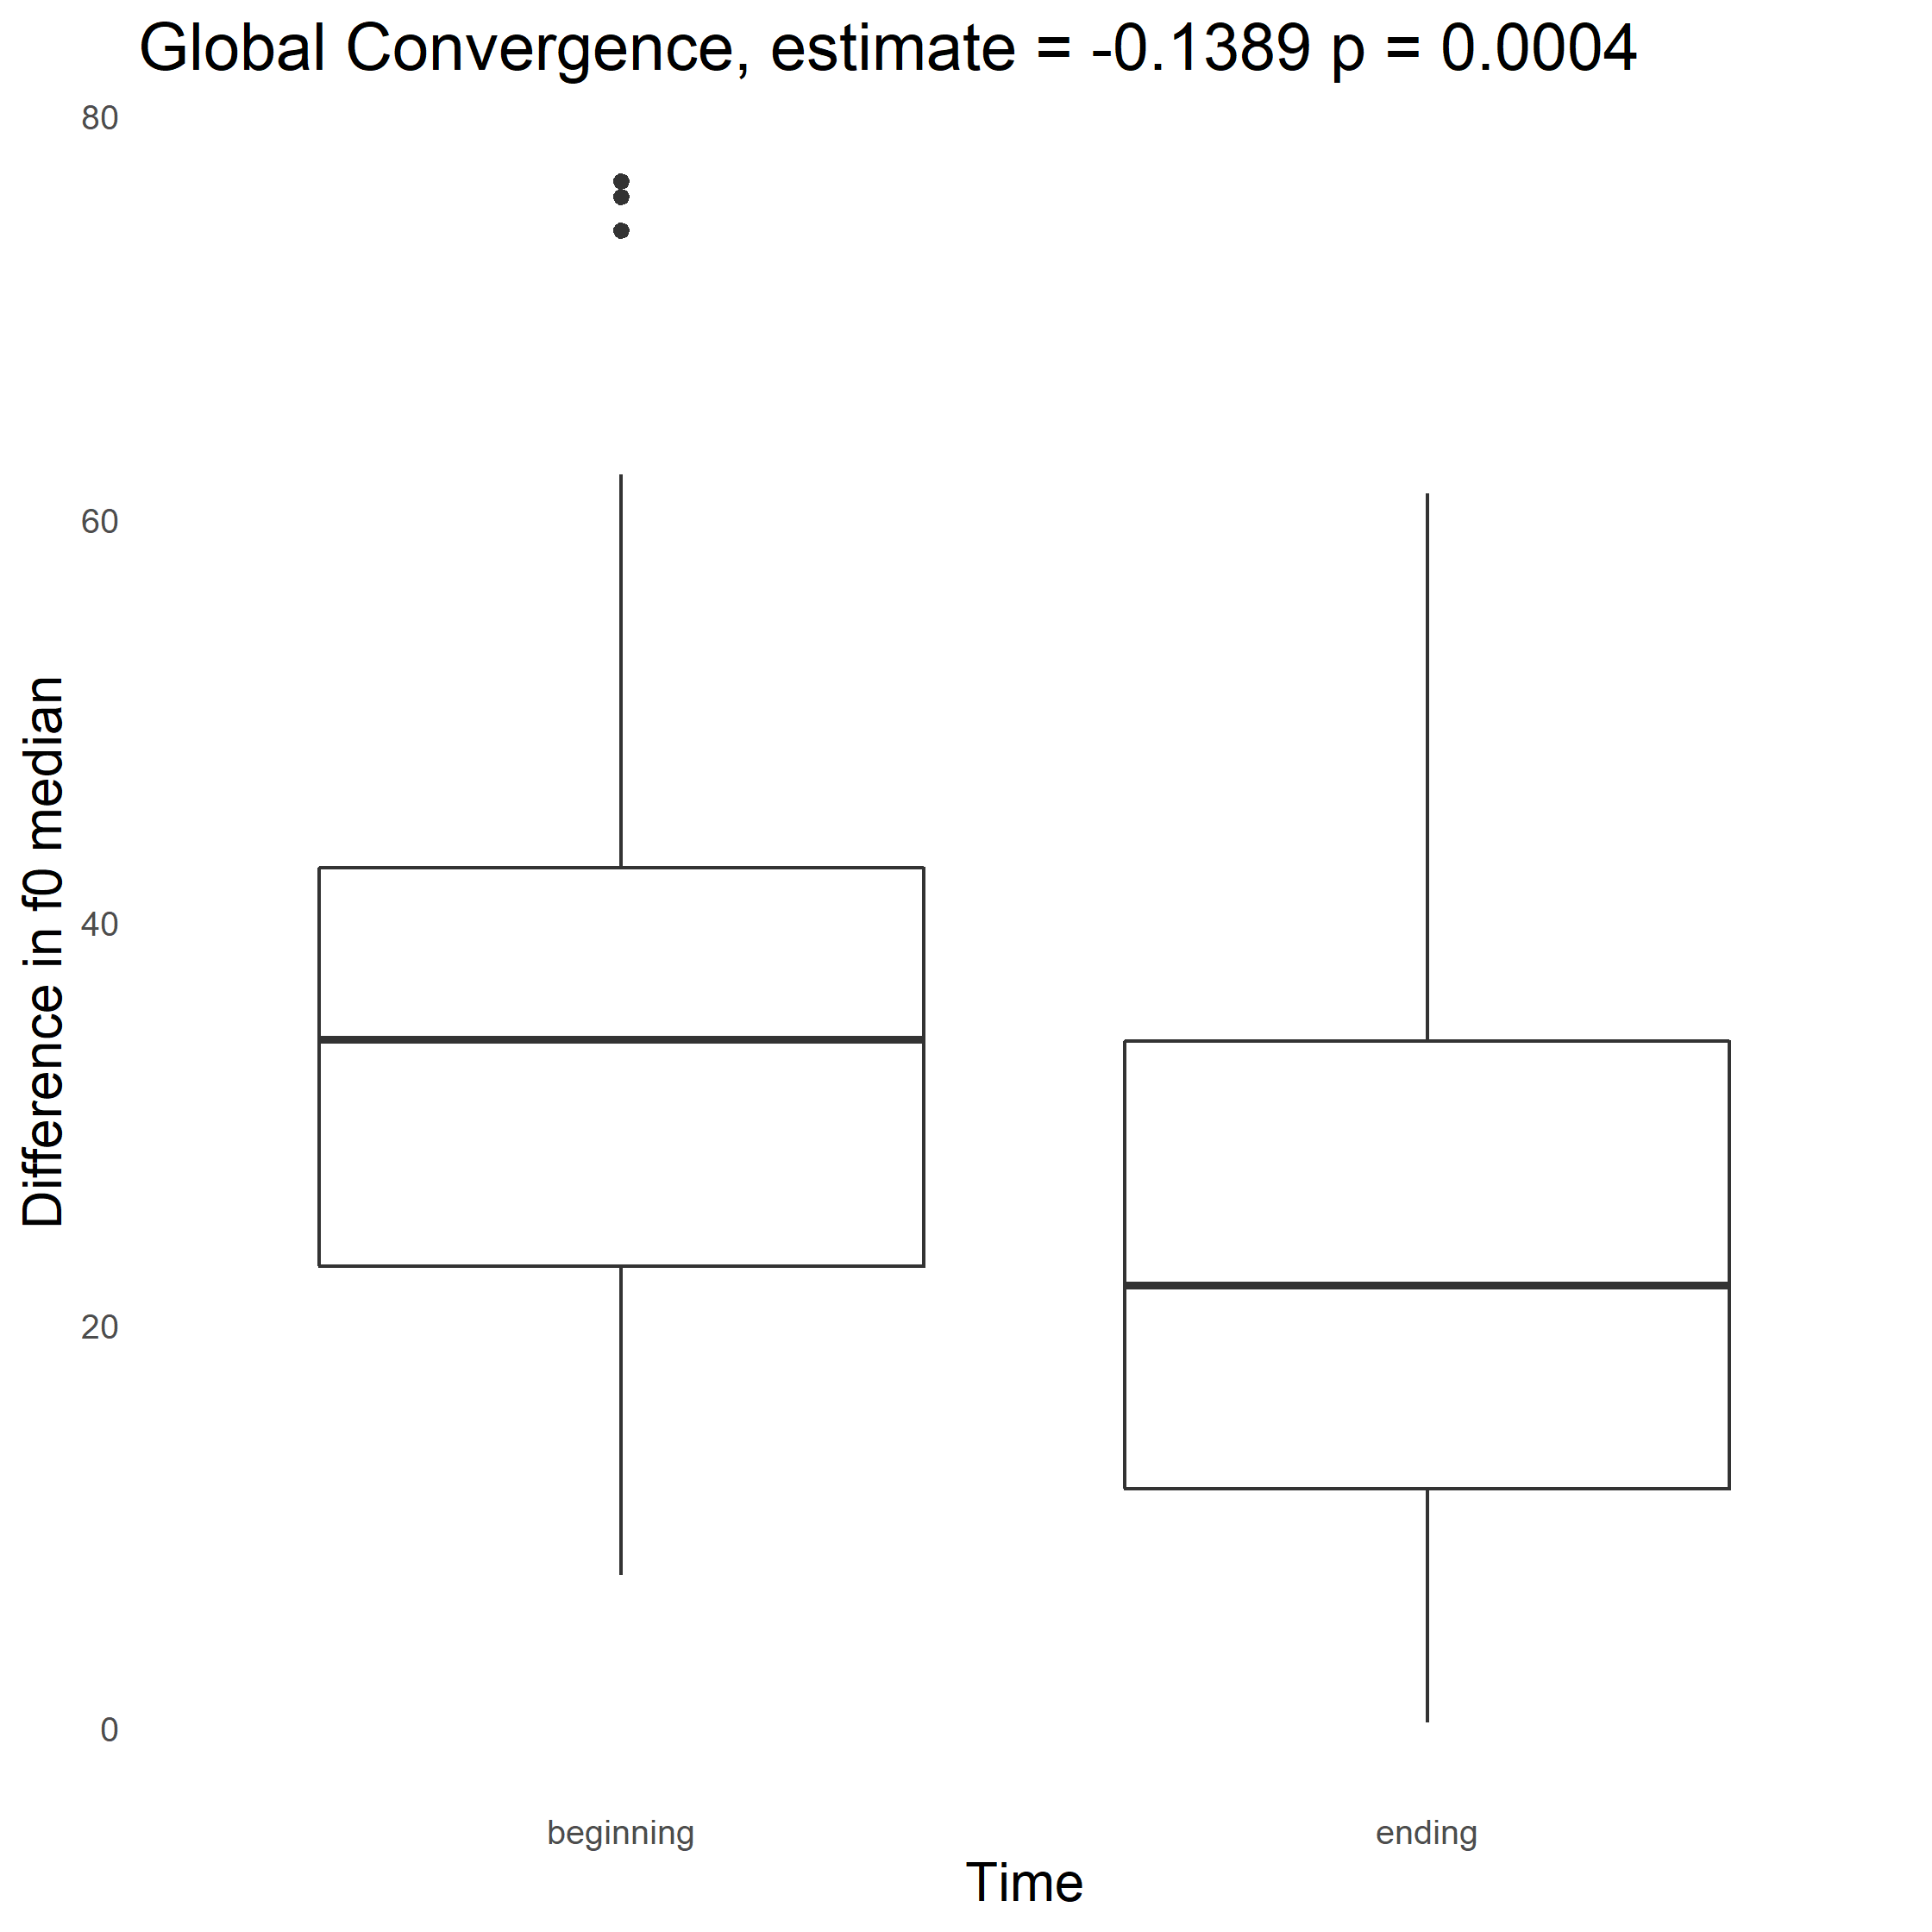 Global Convergence, estimate = -0.1389 p = 0.0004
80
60
40
20
0
Difference in f0 median
beginning
ending
Time